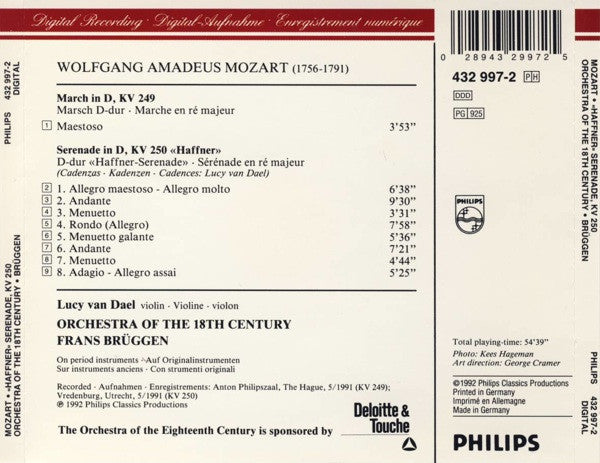 Digital Recording · Digital-Aufnahme · Enregistrement numérique
WOLFGANG AMADEUS MOZART (1756-1791)
March in D, KV 249
Marsch D-dur · Marche en ré majeur
1 Maestoso 3'53"
Serenade in D, KV 250 «Haffner»
D-dur «Haffner-Serenade» · Sérénade en ré majeur
(Cadenzas · Kadenzen · Cadences: Lucy van Dael)
2 1. Allegro maestoso - Allegro molto 6'38"
3 2. Andante 9'30"
4 3. Menuetto 3'31"
5 4. Rondo (Allegro) 7'58"
6 5. Menuetto galante 5'36"
7 6. Andante 7'21"
8 7. Menuetto 4'44"
9 8. Adagio - Allegro assai 5'25"
Lucy van Dael violin · Violine · violon
ORCHESTRA OF THE 18TH CENTURY
FRANS BRÜGGEN
On period instruments · Auf Originalinstrumenten
Sur instruments anciens · Con strumenti originali
Recorded · Aufnahmen · Enregistrements: Anton Philipszaal, The Hague, 5/1991 (KV 249);
Vredenburg, Utrecht, 5/1991 (KV 250)
Ⓟ 1992 Philips Classics Productions
The Orchestra of the Eighteenth Century is sponsored by
Deloitte &
Touche
0 28943 29972 5
432 997-2 PH
DDD
PG 925
PHILIPS
Total playing-time: 54'39"
Photo: Kees Hageman
Art direction: George Cramer
©1992 Philips Classics Productions
Printed in Germany
Imprimé en Allemagne
Made in Germany
PHILIPS
MOZART • «HAFFNER» SERENADE, KV 250
ORCHESTRA OF THE 18TH CENTURY • BRÜGGEN
PHILIPS 432 997-2
DIGITAL
MOZART • «HAFFNER» SERENADE, KV 250
ORCHESTRA OF THE 18TH CENTURY • BRÜGGEN
PHILIPS 432 997-2
DIGITAL